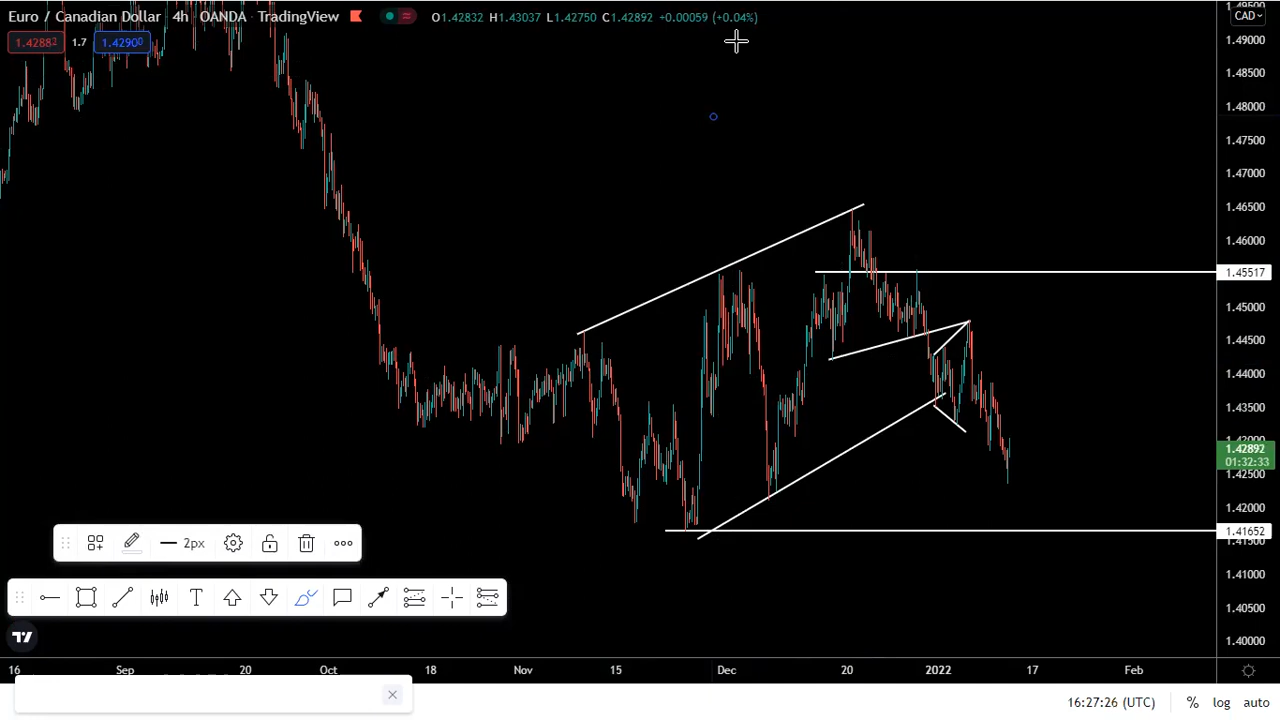 Euro / Canadian Dollar 4h OANDA TradingView O1.42832 H1.43037 L1.42750 C1.42892 +0.00059 (+0.04%)
1.42882 1.7 1.42900
CAD
1.49000
1.48500
1.48000
1.47500
1.47000
1.46500
1.46000
1.45517
1.45000
1.44500
1.44000
1.43500
1.42892
01:32:33
1.42500
1.42000
1.41652
1.41000
1.40500
1.40000
2px
T
16 Sep 20 Oct 18 Nov 15 Dec 20 2022 17 Feb
16:27:26 (UTC) % log auto